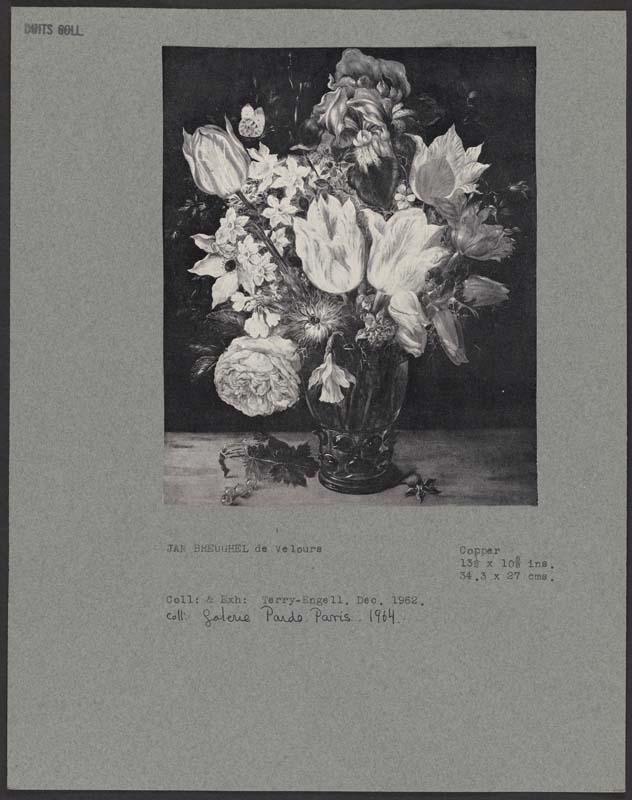 DUITS COLL.
JAN BREUGHEL de Velours
Copper
13½ x 10⅝ ins.
34.3 x 27 cms.
Coll: & Exh: Terry-Engell. Dec. 1962.
coll: Galerie Pardo Paris. 1964.